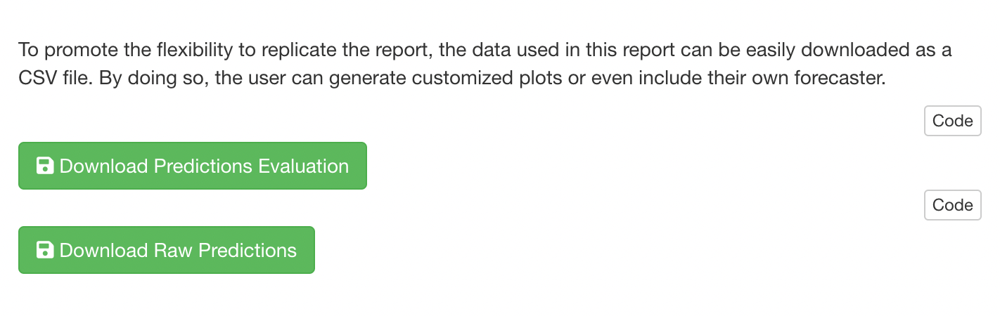 To promote the flexibility to replicate the report, the data used in this report can be easily downloaded as a
CSV file. By doing so, the user can generate customized plots or even include their own forecaster.
Code
Download Predictions Evaluation
Code
Download Raw Predictions